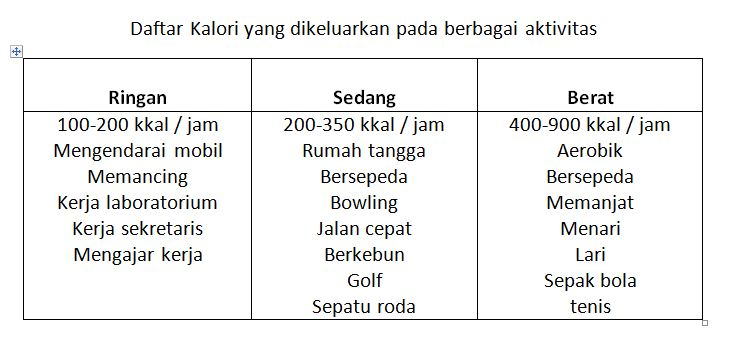 Daftar Kalori yang dikeluarkan pada berbagai aktivitas
Ringan Sedang Berat
100-200 kkal / jam 200-350 kkal / jam 400-900 kkal / jam
Mengendarai mobil Rumah tangga Aerobik
Memancing Bersepeda Bersepeda
Kerja laboratorium Bowling Memanjat
Kerja sekretaris Jalan cepat Menari
Mengajar kerja Berkebun Lari
Golf Sepak bola
Sepatu roda tenis